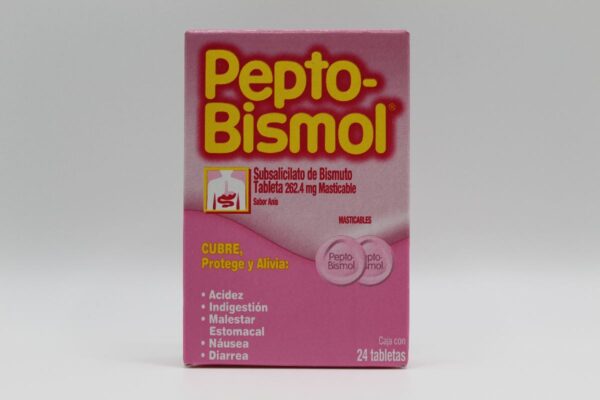 Pepto-
Bismol®
Subsalicilato de Bismuto
Tableta 262.4 mg Masticable
Sabor Anís
MASTICABLES
Pepto-
Bismol
Pepto-
ismol
CUBRE,
Protege y Alivia:
• Acidez
• Indigestión
• Malestar
Estomacal
• Náusea
• Diarrea
Caja con
24 tabletas